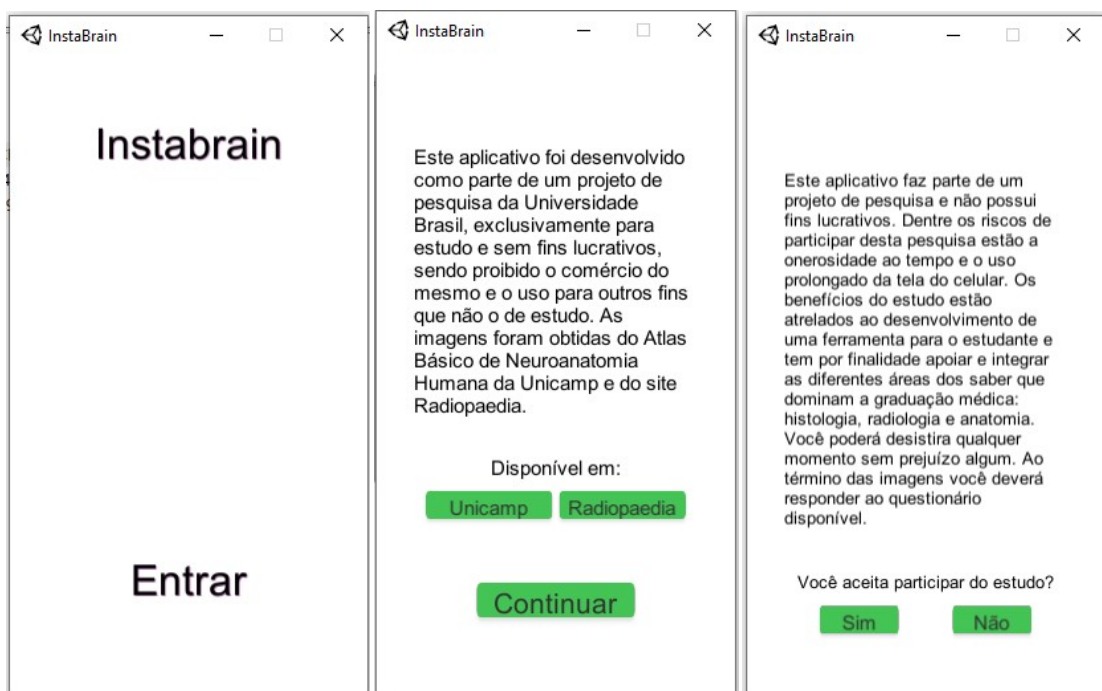 InstaBrain
Instabrain
Entrar
InstaBrain
Este aplicativo foi desenvolvido
como parte de um projeto de
pesquisa da Universidade
Brasil, exclusivamente para
estudo e sem fins lucrativos,
sendo proibido o comércio do
mesmo e o uso para outros fins
que não o de estudo. As
imagens foram obtidas do Atlas
Básico de Neuroanatomia
Humana da Unicamp e do site
Radiopaedia.
Disponível em:
Unicamp Radiopaedia
Continuar
InstaBrain
Este aplicativo faz parte de um
projeto de pesquisa e não possui
fins lucrativos. Dentre os riscos de
participar desta pesquisa estão a
onerosidade ao tempo e o uso
prolongado da tela do celular. Os
benefícios do estudo estão
atrelados ao desenvolvimento de
uma ferramenta para o estudante e
tem por finalidade apoiar e integrar
as diferentes áreas dos saber que
dominam a graduação médica:
histologia, radiologia e anatomia.
Você poderá desistira qualquer
momento sem prejuízo algum. Ao
término das imagens você deverá
responder ao questionário
disponível.
Você aceita participar do estudo?
Sim Não